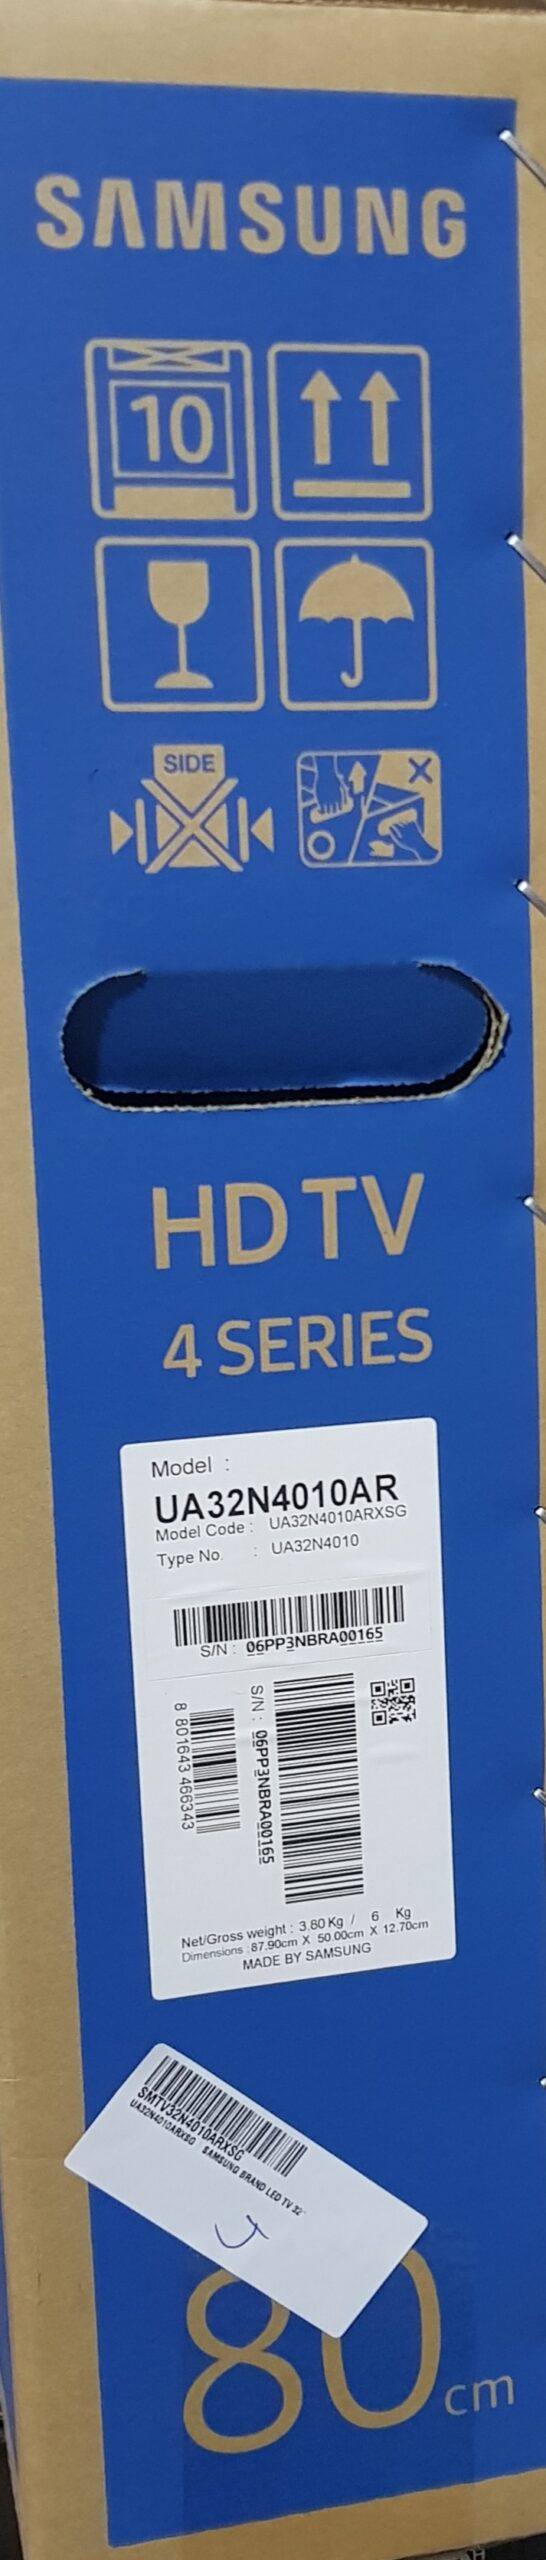 SAMSUNG
10
SIDE
HD TV
4 SERIES
Model :
UA32N4010AR
Model Code : UA32N4010ARXSG
Type No. : UA32N4010
S/N : 06PP3NBRA00165
S/N : 06PP3NBRA00165
8 801643 466343
Net/Gross weight : 3.80 Kg / 6 Kg
Dimensions : 87.90cm X 50.00cm X 12.70cm
MADE BY SAMSUNG
SMTV32N4010ARXSG
UA32N4010ARXSG SAMSUNG BRAND LED TV 32"
80 cm